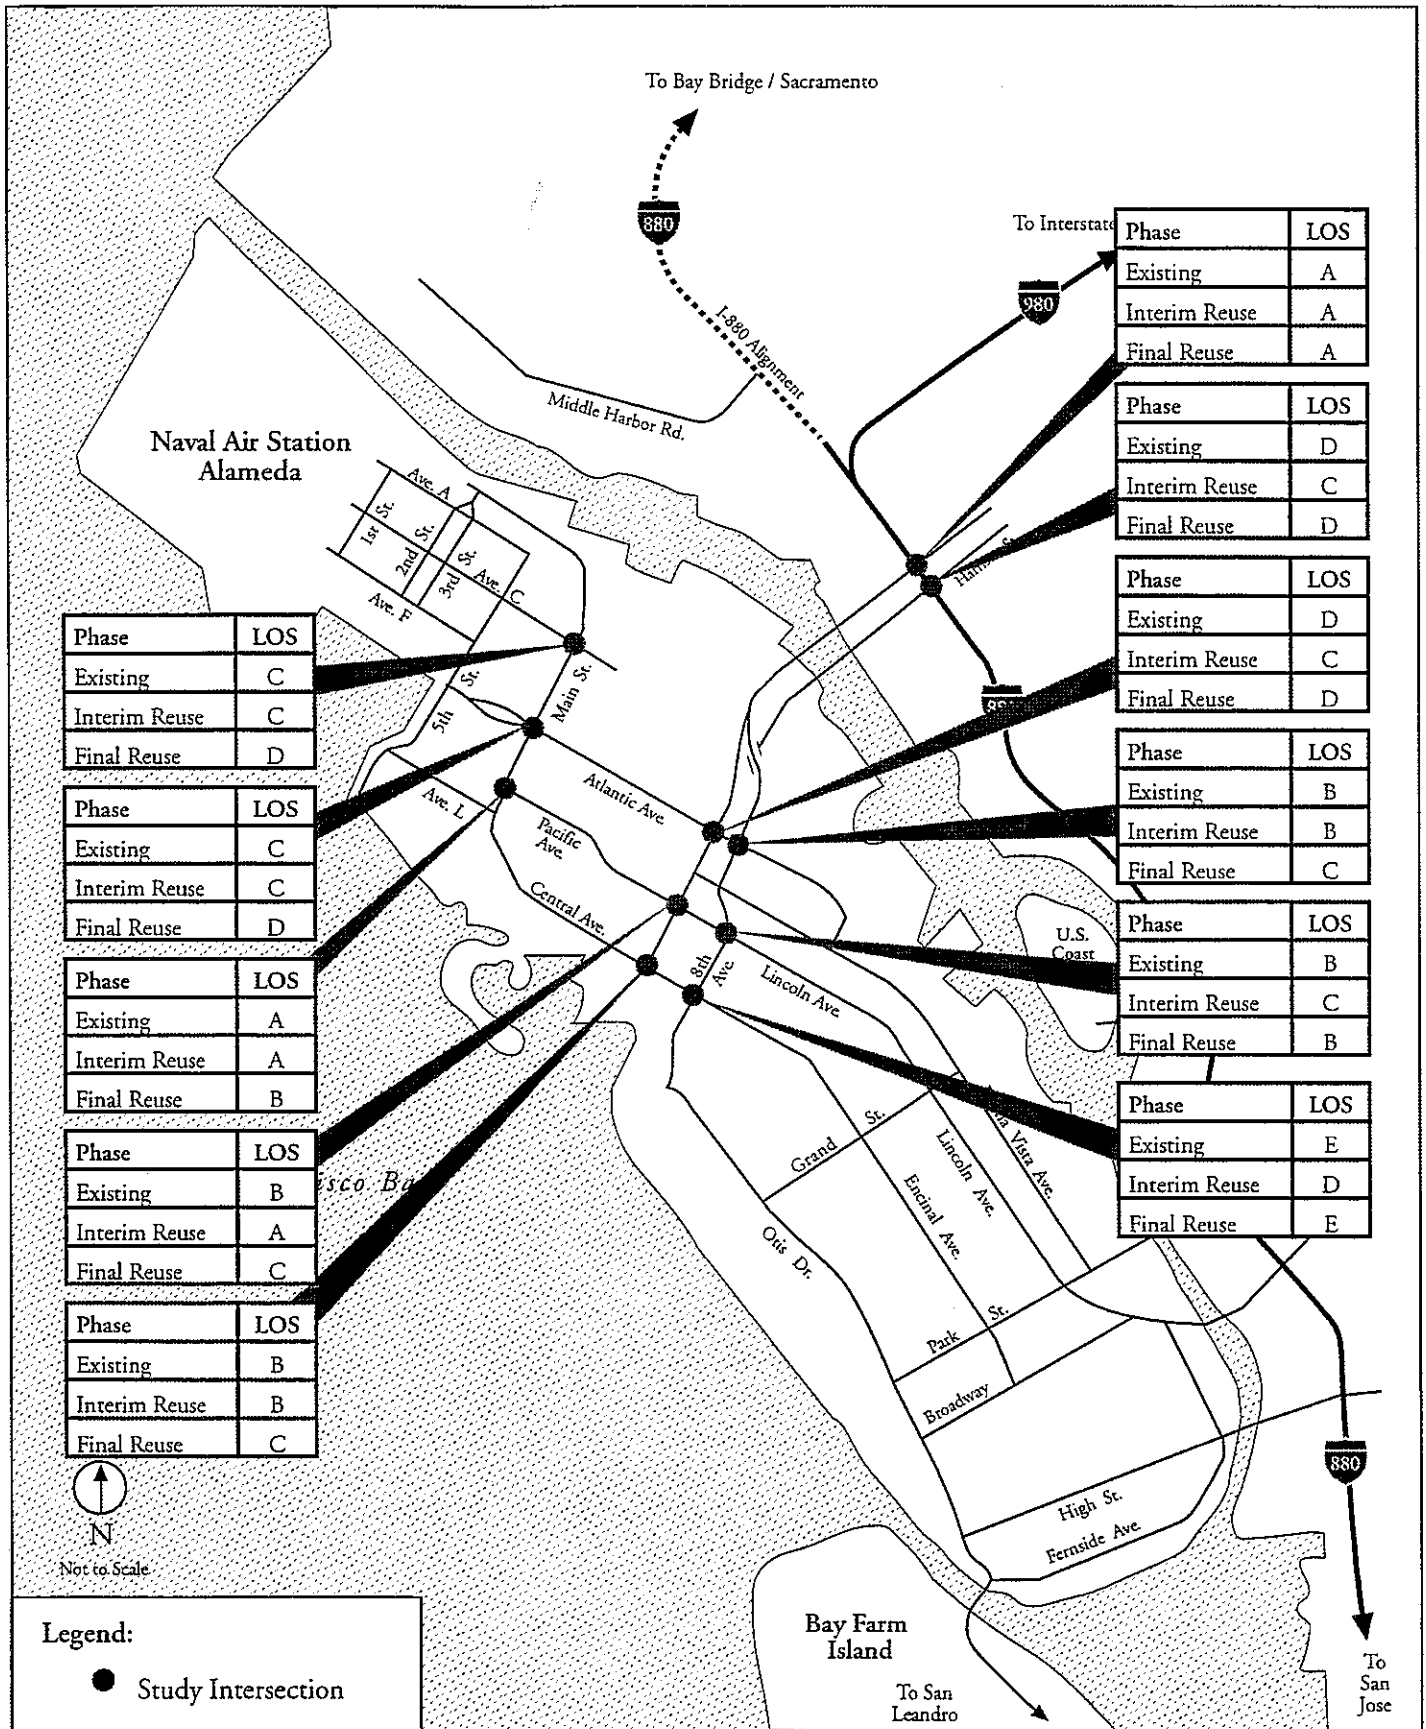 To Bay Bridge / Sacramento
880
To Interstate
980
I-880 Alignment
Middle Harbor Rd.
Naval Air Station
Alameda
Ave. A
1st St.
2nd St.
3rd St.
Ave. C
Ave. F
5th St.
Main St.
Ave. L
Atlantic Ave.
Pacific
Ave.
Central Ave.
8th
Ave.
Lincoln Ave.
U.S.
Coast
Grand St.
Lincoln Ave.
Vista Ave.
Encinal Ave.
Otis Dr.
Park St.
Broadway
High St.
Fernside Ave.
880
Bay Farm
Island
To San
Leandro
To
San
Jose
Phase LOS
Existing A
Interim Reuse A
Final Reuse A
Phase LOS
Existing D
Interim Reuse C
Final Reuse D
Phase LOS
Existing D
Interim Reuse C
Final Reuse D
Phase LOS
Existing B
Interim Reuse B
Final Reuse C
Phase LOS
Existing B
Interim Reuse C
Final Reuse B
Phase LOS
Existing E
Interim Reuse D
Final Reuse E
Phase LOS
Existing C
Interim Reuse C
Final Reuse D
Phase LOS
Existing C
Interim Reuse C
Final Reuse D
Phase LOS
Existing A
Interim Reuse A
Final Reuse B
Phase LOS
Existing B
Interim Reuse A
Final Reuse C
Phase LOS
Existing B
Interim Reuse B
Final Reuse C
N
Not to Scale
Legend:
Study Intersection